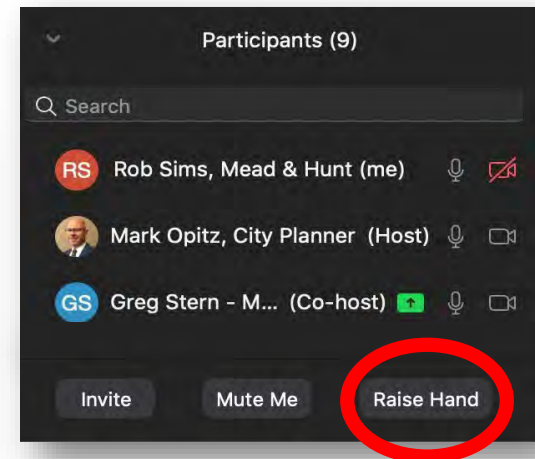 Participants (9)
Search
RS Rob Sims, Mead & Hunt (me)
Mark Opitz, City Planner (Host)
GS Greg Stern - M... (Co-host)
Invite Mute Me Raise Hand